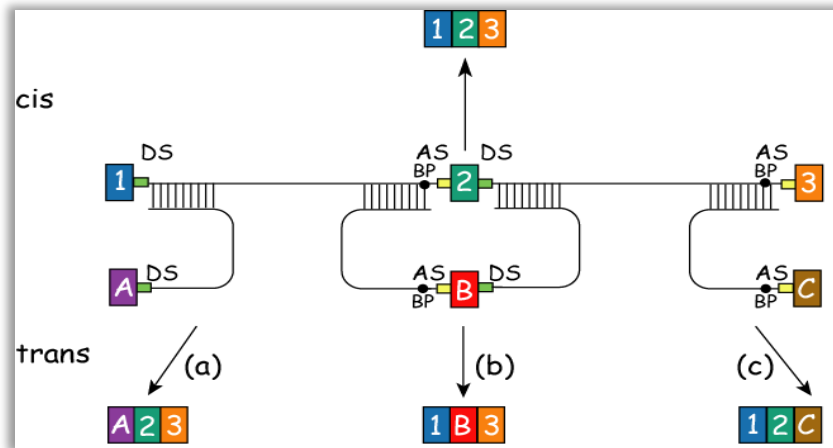 1 2 3
cis
DS AS DS AS
BP BP
1 2 3
DS AS DS AS
A B C
BP BP
trans
(a) (b) (c)
A 2 3 1 B 3 1 2 C